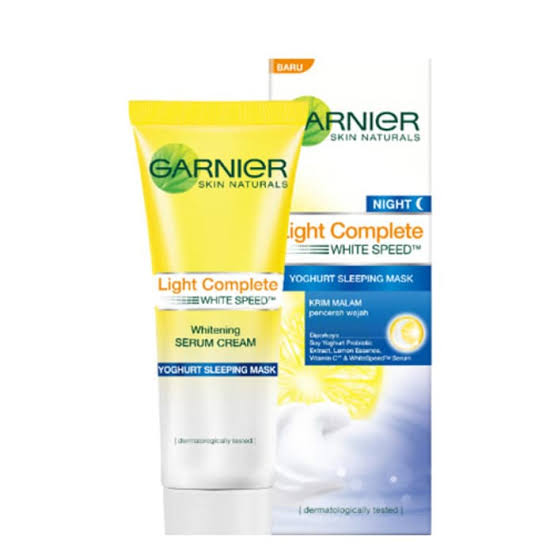 GARNIER
SKIN NATURALS
Light Complete
WHITE SPEED™
Whitening
SERUM CREAM
YOGHURT SLEEPING MASK
[ dermatologically tested ]
BARU
GARNIER
SKIN NATURALS
NIGHT
Light Complete
WHITE SPEED™
YOGHURT SLEEPING MASK
KRIM MALAM
pencerah wajah
Diperkaya
Soy Yoghurt Probiotic
Extract, Lemon Essence,
Vitamin C** & WhiteSpeed™ Serum
[ dermatologically tested ]